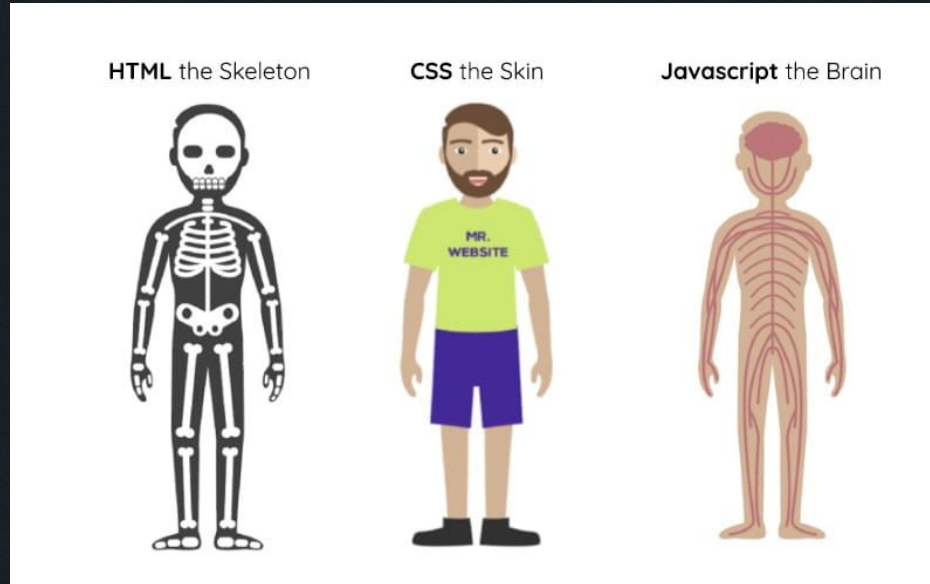 HTML the Skeleton
CSS the Skin
Javascript the Brain
MR.
WEBSITE